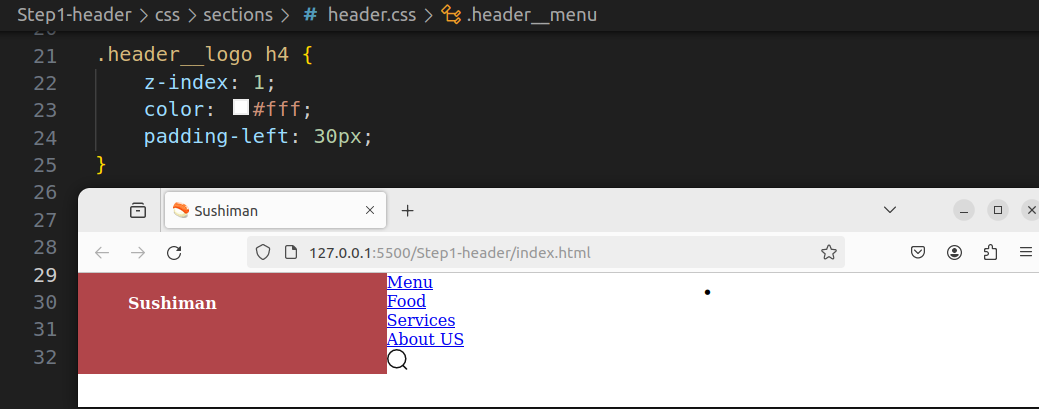 Step1-header > css > sections > # header.css > .header__menu
20
21 .header__logo h4 {
22 z-index: 1;
23 color: #fff;
24 padding-left: 30px;
25 }
26
27
28
29
30
31
32
Sushiman
127.0.0.1:5500/Step1-header/index.html
Sushiman
Menu
Food
Services
About US